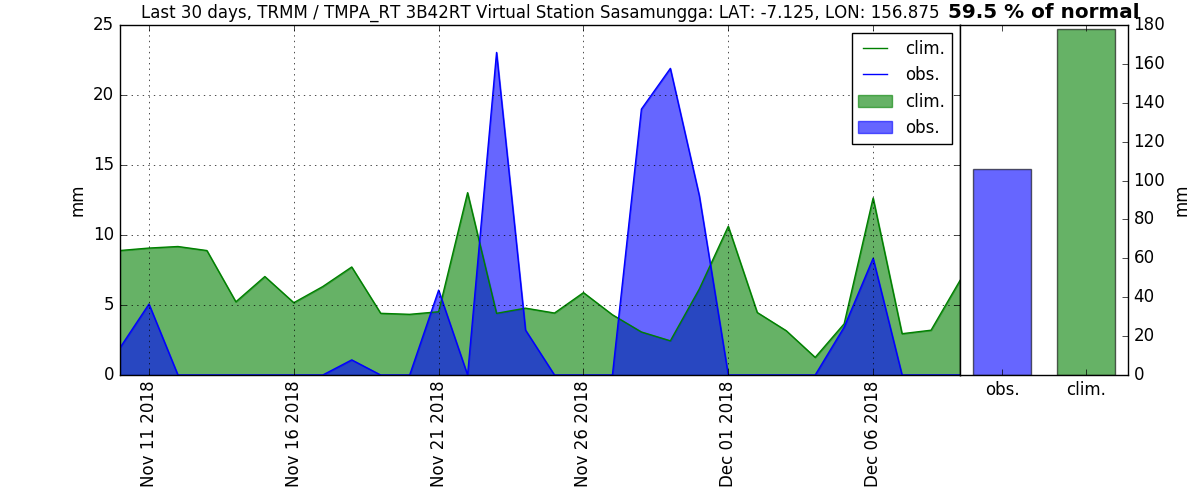 Last 30 days, TRMM / TMPA_RT 3B42RT Virtual Station Sasamungga: LAT: -7.125, LON: 156.875
59.5 % of normal
25
20
15
10
5
0
mm
clim.
obs.
clim.
obs.
Nov 11 2018
Nov 16 2018
Nov 21 2018
Nov 26 2018
Dec 01 2018
Dec 06 2018
180
160
140
120
100
80
60
40
20
0
mm
obs.
clim.